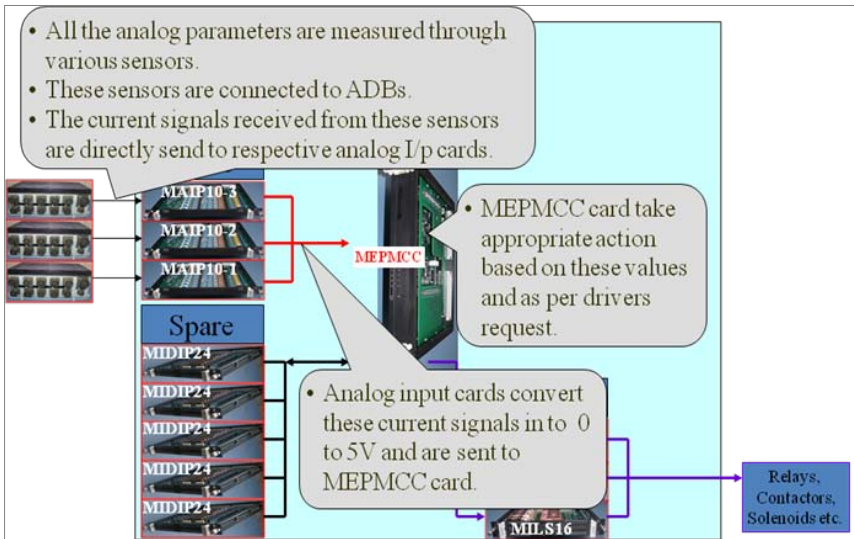 • All the analog parameters are measured through
various sensors.
• These sensors are connected to ADBs.
• The current signals received from these sensors
are directly send to respective analog I/p cards.
MAIP10-3
MAIP10-2
MAIP10-1
MEPMCC
• MEPMCC card take
appropriate action
based on these values
and as per drivers
request.
Spare
MIDIP24
MIDIP24
MIDIP24
MIDIP24
MIDIP24
• Analog input cards convert
these current signals in to 0
to 5V and are sent to
MEPMCC card.
MILS16
Relays,
Contactors,
Solenoids etc.